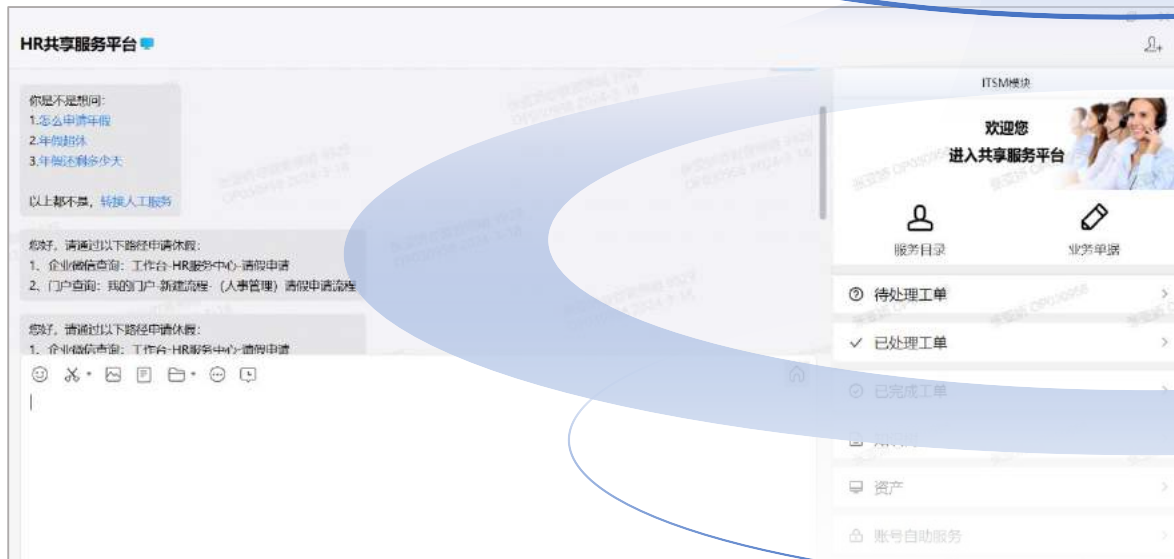 HR共享服务平台
你是不是想问:
1.怎么申请年假
2.年假超休
3.年假还剩多少天
以上都不是，转接人工服务
您好，请通过以下路径申请休假:
1、企业微信查询：工作台-HR服务中心-请假申请
2、门户查询：我的门户-新建流程-（人事管理）请假申请流程
您好，请通过以下路径申请休假:
1、企业微信查询：工作台-HR服务中心-请假申请
ITSM模块
欢迎您
进入共享服务平台
服务目录
业务单据
待处理工单
已处理工单
已完成工单
资产
账号自助服务